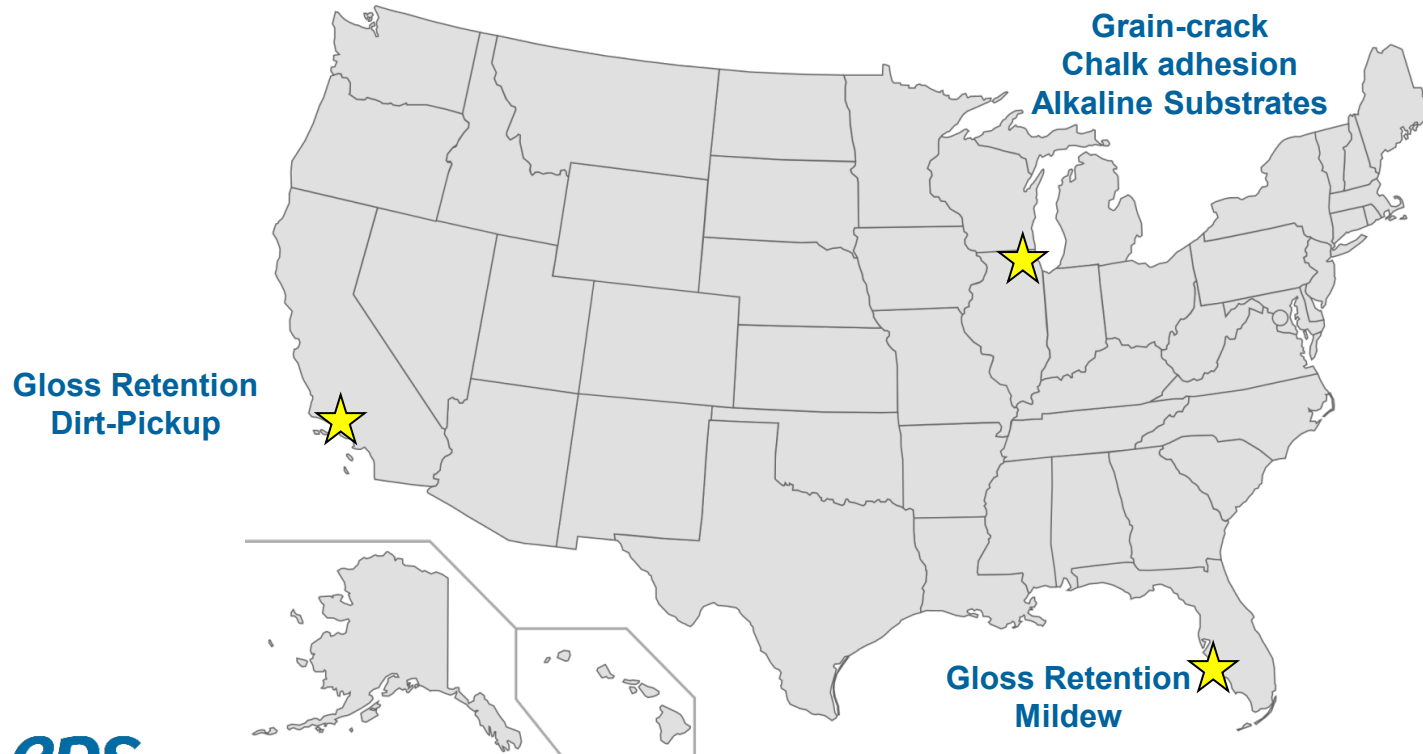 Grain-crack
Chalk adhesion
Alkaline Substrates
Gloss Retention
Dirt-Pickup
Gloss Retention
Mildew